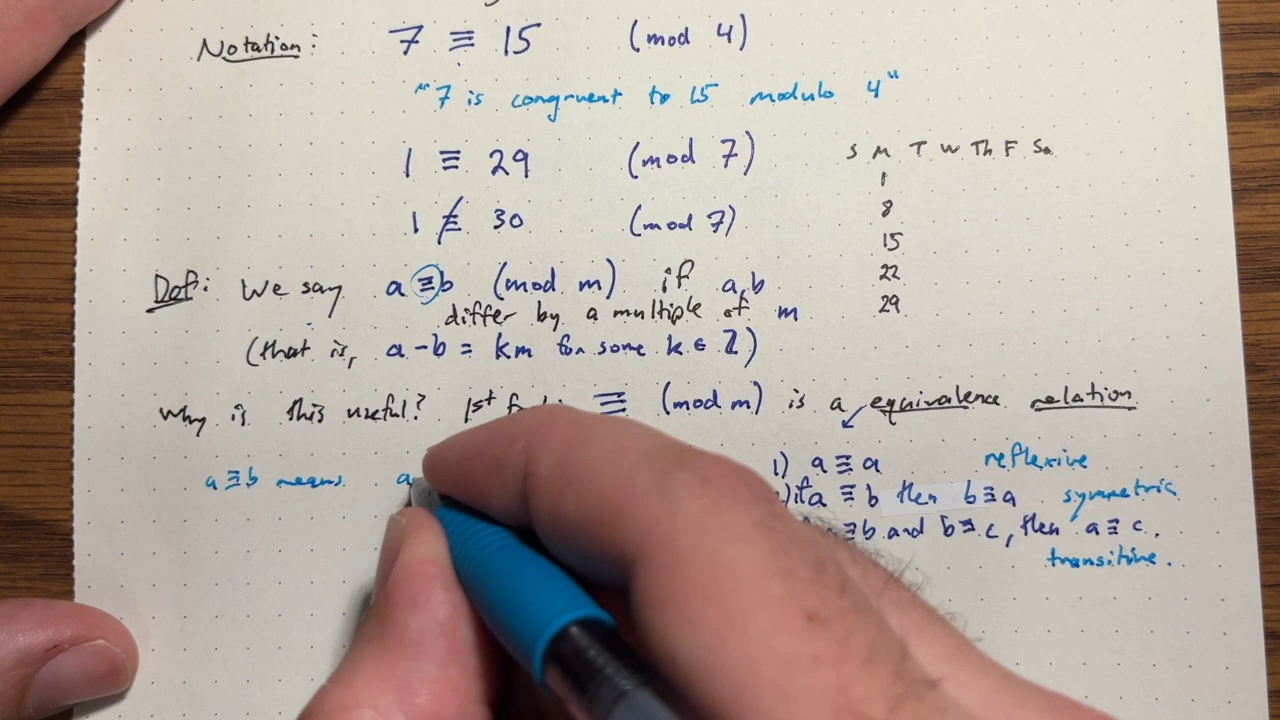 Notation: 7 ≡ 15 (mod 4)
"7 is congruent to 15 modulo 4"
1 ≡ 29 (mod 7)
1 ≢ 30 (mod 7)
S M T W Th F Sa
1
8
15
22
29
Def: We say a ≡ b (mod m) if a, b
differ by a multiple of m
(that is, a - b = km for some k ∈ ℤ)
Why is this useful? 1st ≡ (mod m) is a equivalence relation
a ≡ b means a
1) a ≡ a reflexive
) if a ≡ b then b ≡ a symmetric
≡ b and b ≡ c, then a ≡ c.
transitive.